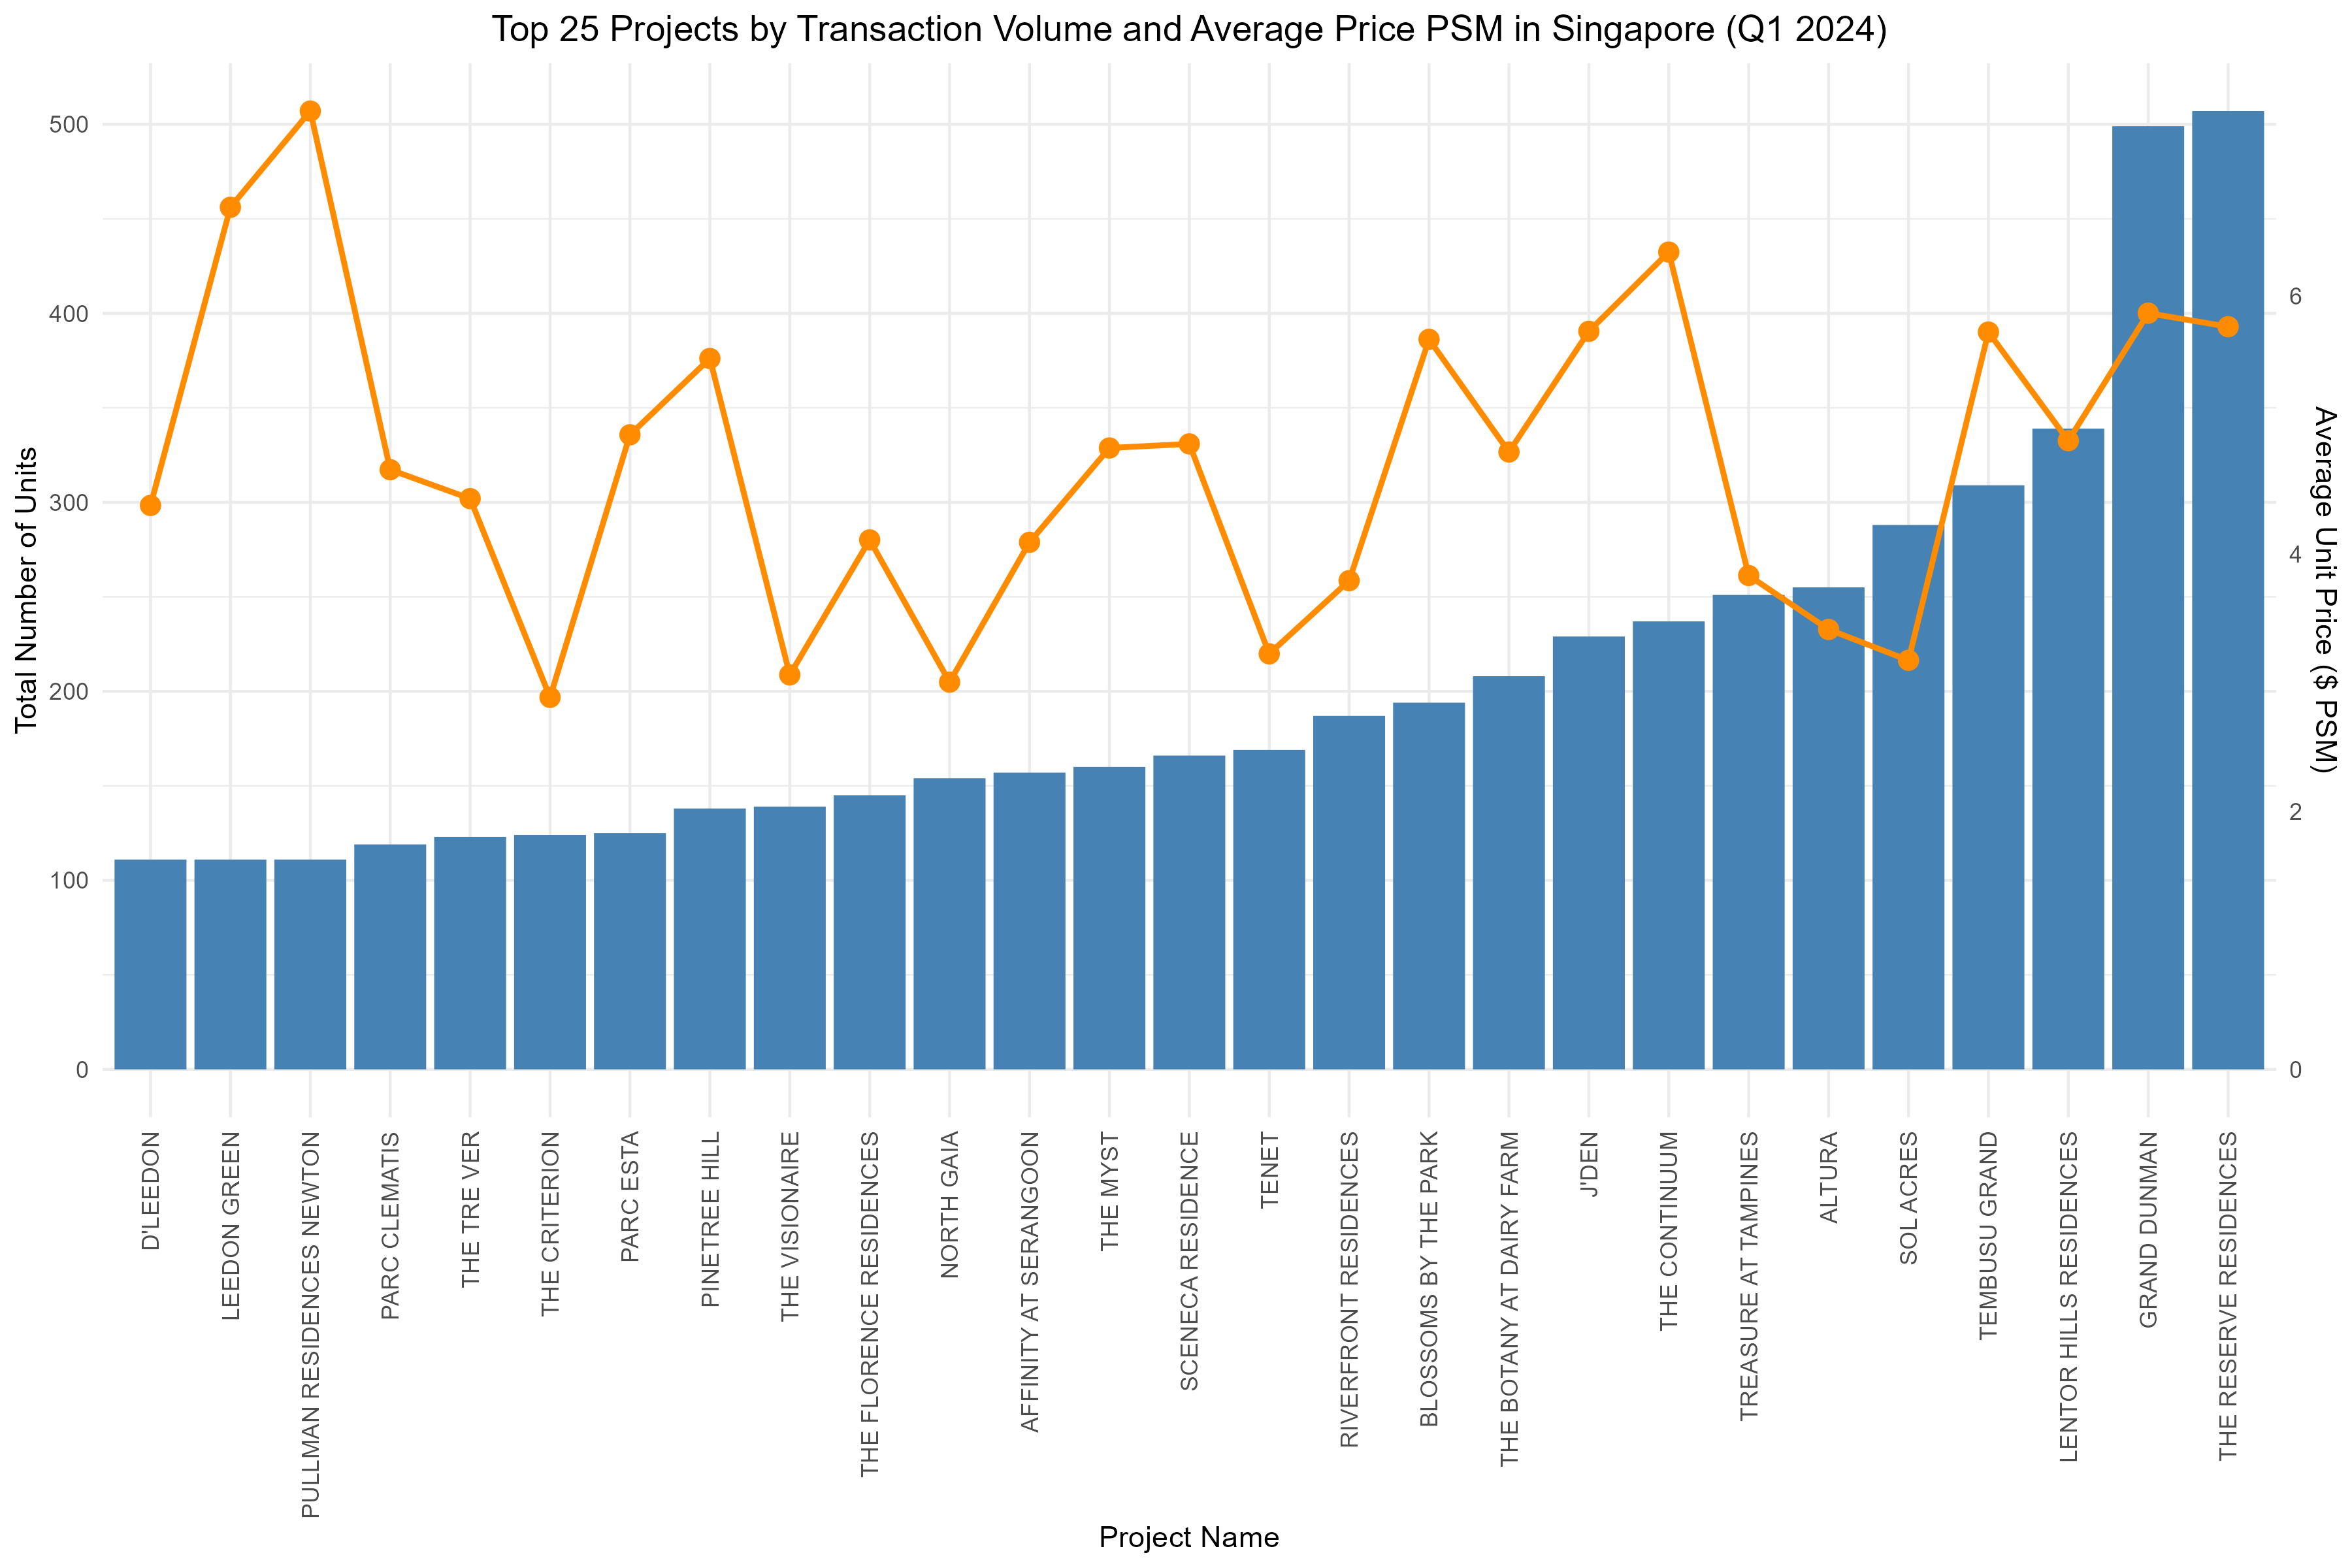 Top 25 Projects by Transaction Volume and Average Price PSM in Singapore (Q1 2024)
Total Number of Units
500
400
300
200
100
0
6
4
2
0
Average Unit Price ($ PSM)
D'LEEDON
LEEDON GREEN
PULLMAN RESIDENCES NEWTON
PARC CLEMATIS
THE TRE VER
THE CRITERION
PARC ESTA
PINETREE HILL
THE VISIONAIRE
THE FLORENCE RESIDENCES
NORTH GAIA
AFFINITY AT SERANGOON
THE MYST
SCENECA RESIDENCE
TENET
RIVERFRONT RESIDENCES
BLOSSOMS BY THE PARK
THE BOTANY AT DAIRY FARM
J'DEN
THE CONTINUUM
TREASURE AT TAMPINES
ALTURA
SOL ACRES
TEMBUSU GRAND
LENTOR HILLS RESIDENCES
GRAND DUNMAN
THE RESERVE RESIDENCES
Project Name